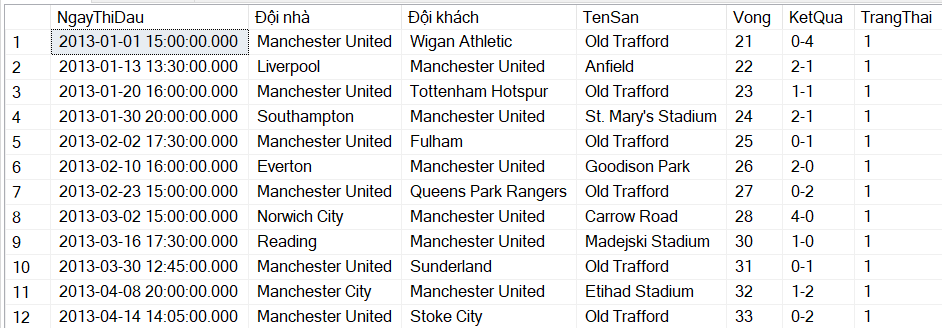 NgayThiDau Đội nhà Đội khách TenSan Vong KetQua TrangThai
1 2013-01-01 15:00:00.000 Manchester United Wigan Athletic Old Trafford 21 0-4 1
2 2013-01-13 13:30:00.000 Liverpool Manchester United Anfield 22 2-1 1
3 2013-01-20 16:00:00.000 Manchester United Tottenham Hotspur Old Trafford 23 1-1 1
4 2013-01-30 20:00:00.000 Southampton Manchester United St. Mary's Stadium 24 2-1 1
5 2013-02-02 17:30:00.000 Manchester United Fulham Old Trafford 25 0-1 1
6 2013-02-10 16:00:00.000 Everton Manchester United Goodison Park 26 2-0 1
7 2013-02-23 15:00:00.000 Manchester United Queens Park Rangers Old Trafford 27 0-2 1
8 2013-03-02 15:00:00.000 Norwich City Manchester United Carrow Road 28 4-0 1
9 2013-03-16 17:30:00.000 Reading Manchester United Madejski Stadium 30 1-0 1
10 2013-03-30 12:45:00.000 Manchester United Sunderland Old Trafford 31 0-1 1
11 2013-04-08 20:00:00.000 Manchester City Manchester United Etihad Stadium 32 1-2 1
12 2013-04-14 14:05:00.000 Manchester United Stoke City Old Trafford 33 0-2 1